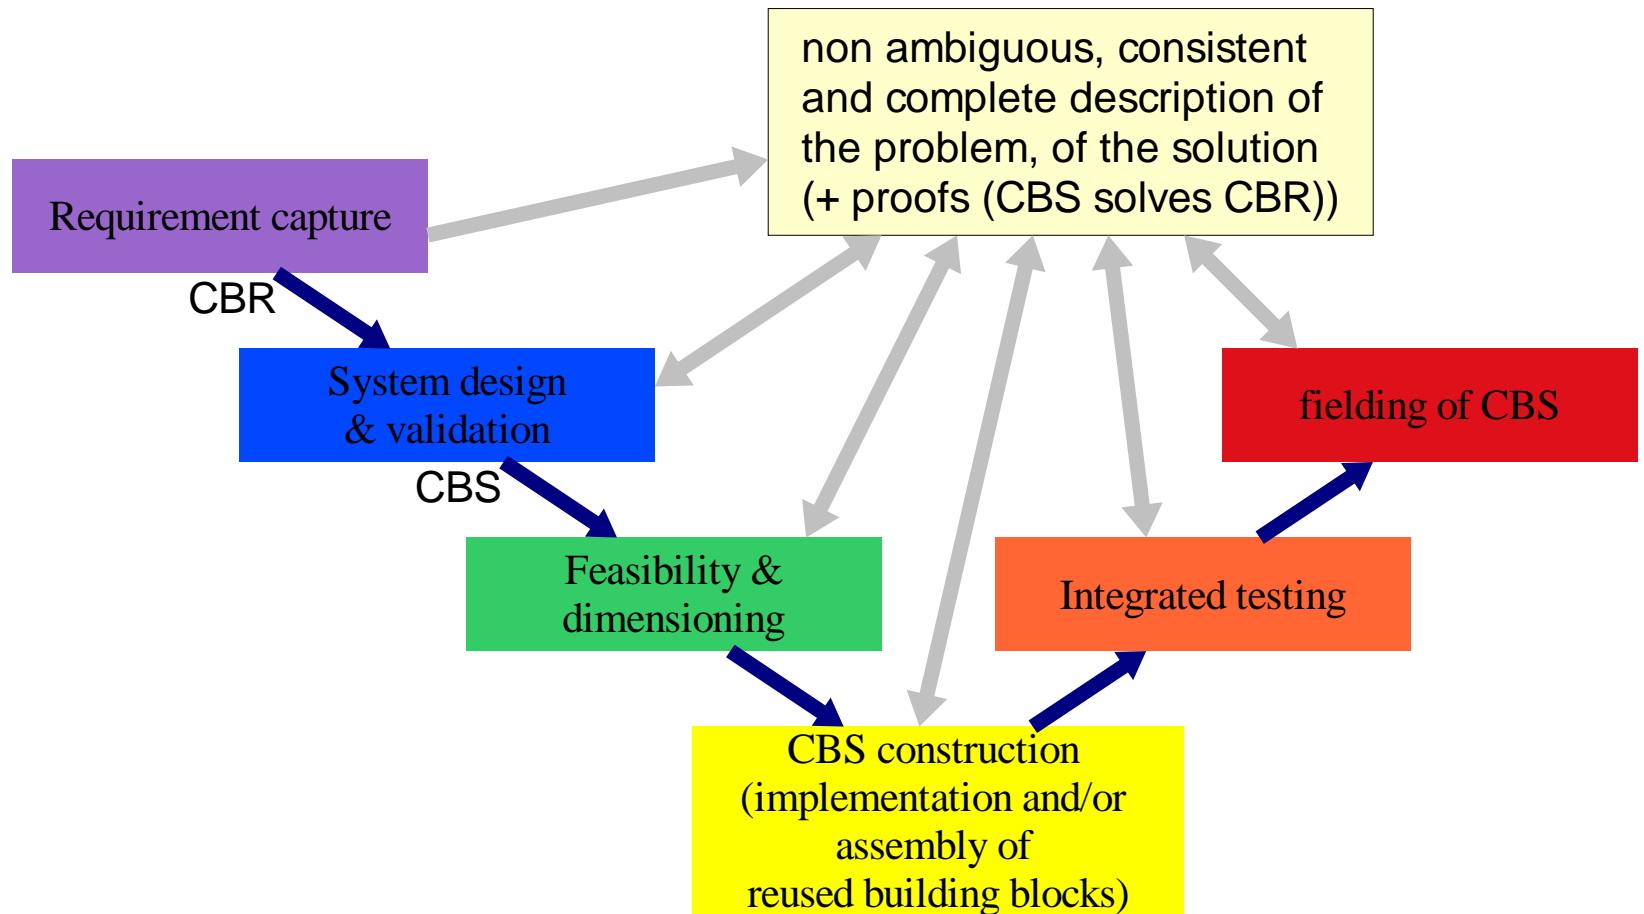 non ambiguous, consistent
and complete description of
the problem, of the solution
(+ proofs (CBS solves CBR))
Requirement capture
CBR
System design
& validation
fielding of CBS
CBS
Feasibility &
dimensioning
Integrated testing
CBS construction
(implementation and/or
assembly of
reused building blocks)